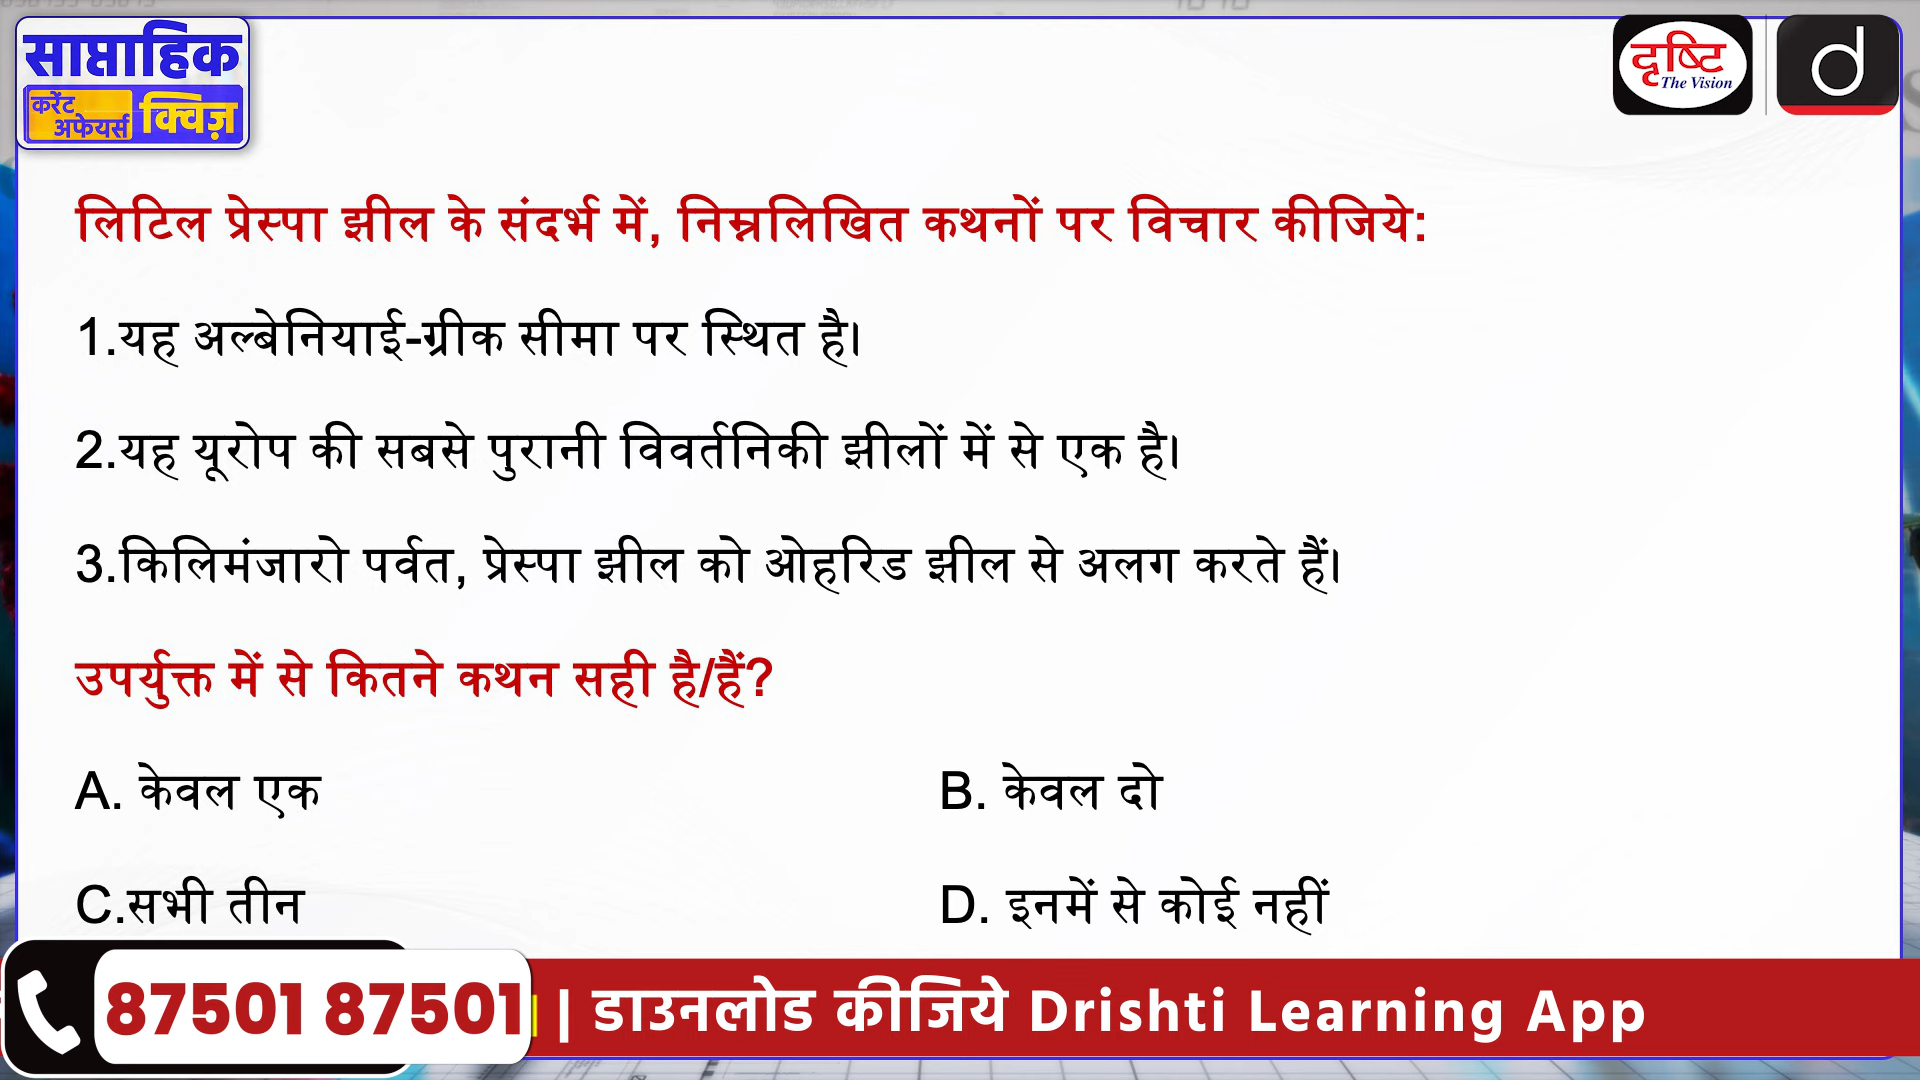 साप्ताहिक
करेंट
अफेयर्स
क्विज़
दृष्टि
The Vision
d
लिटिल प्रेस्पा झील के संदर्भ में, निम्नलिखित कथनों पर विचार कीजिये:
1.यह अल्बेनियाई-ग्रीक सीमा पर स्थित है।
2.यह यूरोप की सबसे पुरानी विवर्तनिकी झीलों में से एक है।
3.किलिमंजारो पर्वत, प्रेस्पा झील को ओहरिड झील से अलग करते हैं।
उपर्युक्त में से कितने कथन सही है/हैं?
A. केवल एक
B. केवल दो
C.सभी तीन
D. इनमें से कोई नहीं
87501 87501 | डाउनलोड कीजिये Drishti Learning App